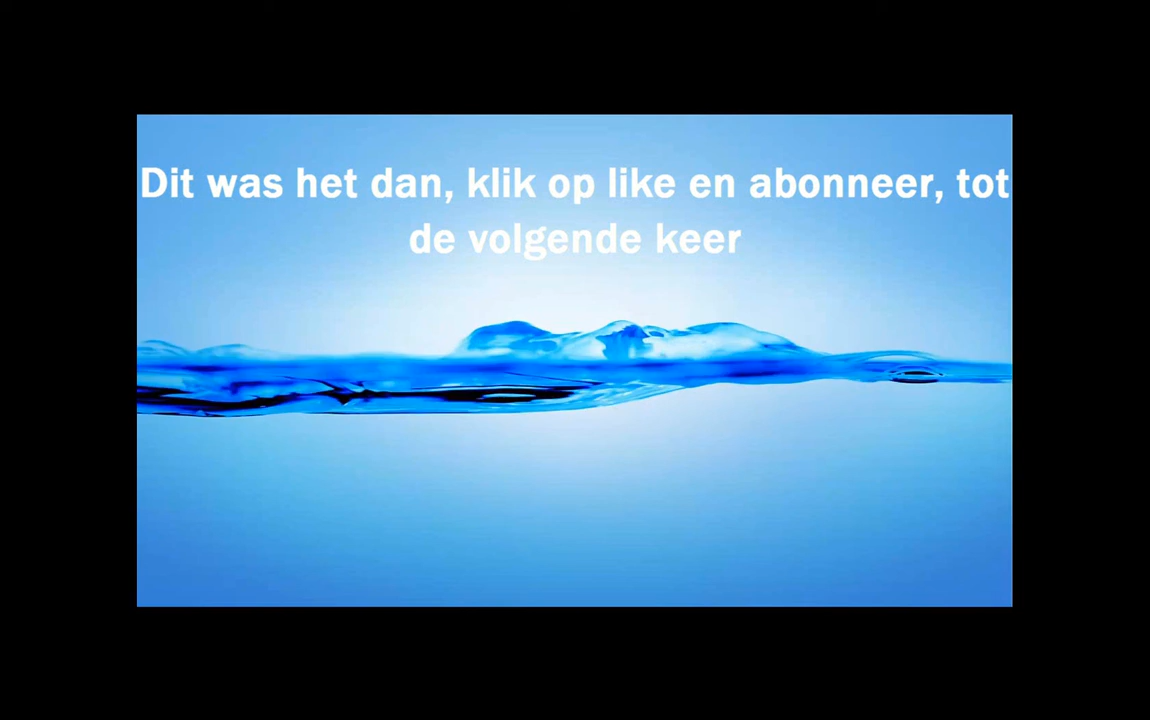 Dit was het dan, klik op like en abonneer, tot
de volgende keer